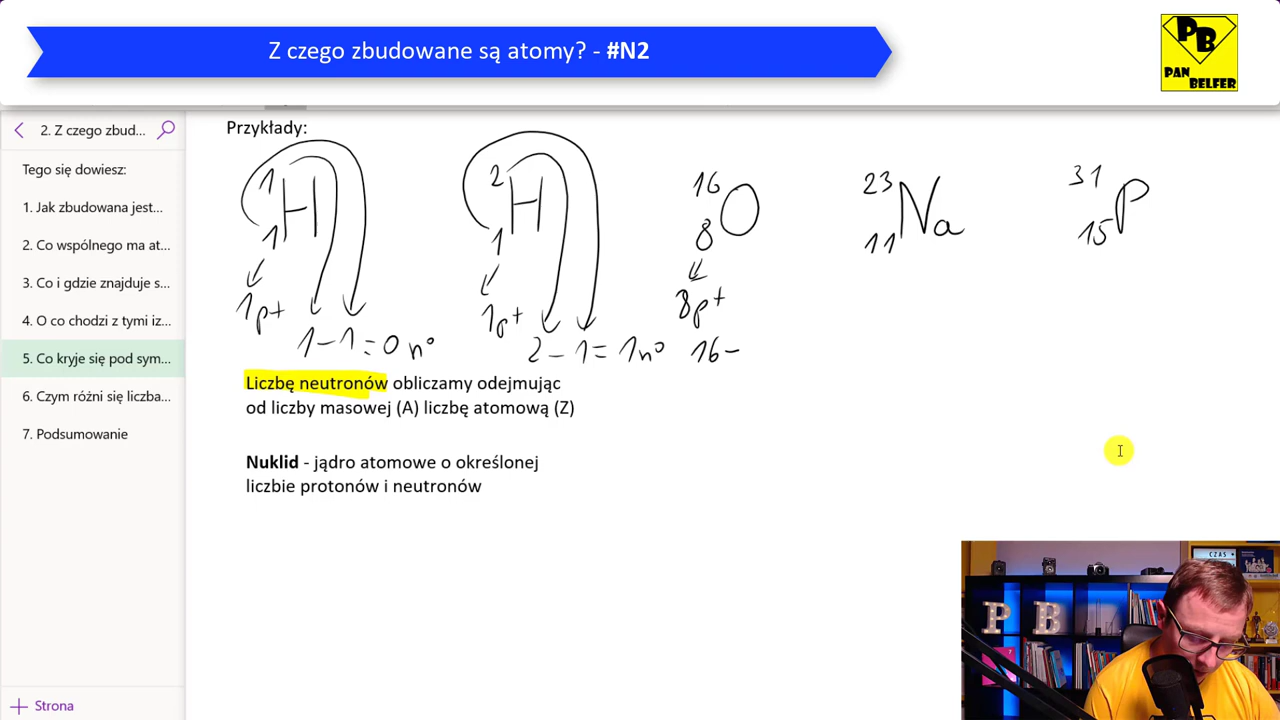 Z czego zbudowane są atomy? - #N2
PB
PAN
BELFER
2. Z czego zbud...
Tego się dowiesz:
1. Jak zbudowana jest...
2. Co wspólnego ma at...
3. Co i gdzie znajduje s...
4. O co chodzi z tymi iz...
5. Co kryje się pod sym...
6. Czym różni się liczba...
7. Podsumowanie
Strona
Przykłady:
1 H 1
1p+
1-1=0n⁰
2 H 1
1p+
2-1=1n⁰
16 O 8
8p+
16-
23 Na 11
31 P 15
Liczbę neutronów obliczamy odejmując
od liczby masowej (A) liczbę atomową (Z)
Nuklid - jądro atomowe o określonej
liczbie protonów i neutronów
CZAS
P B